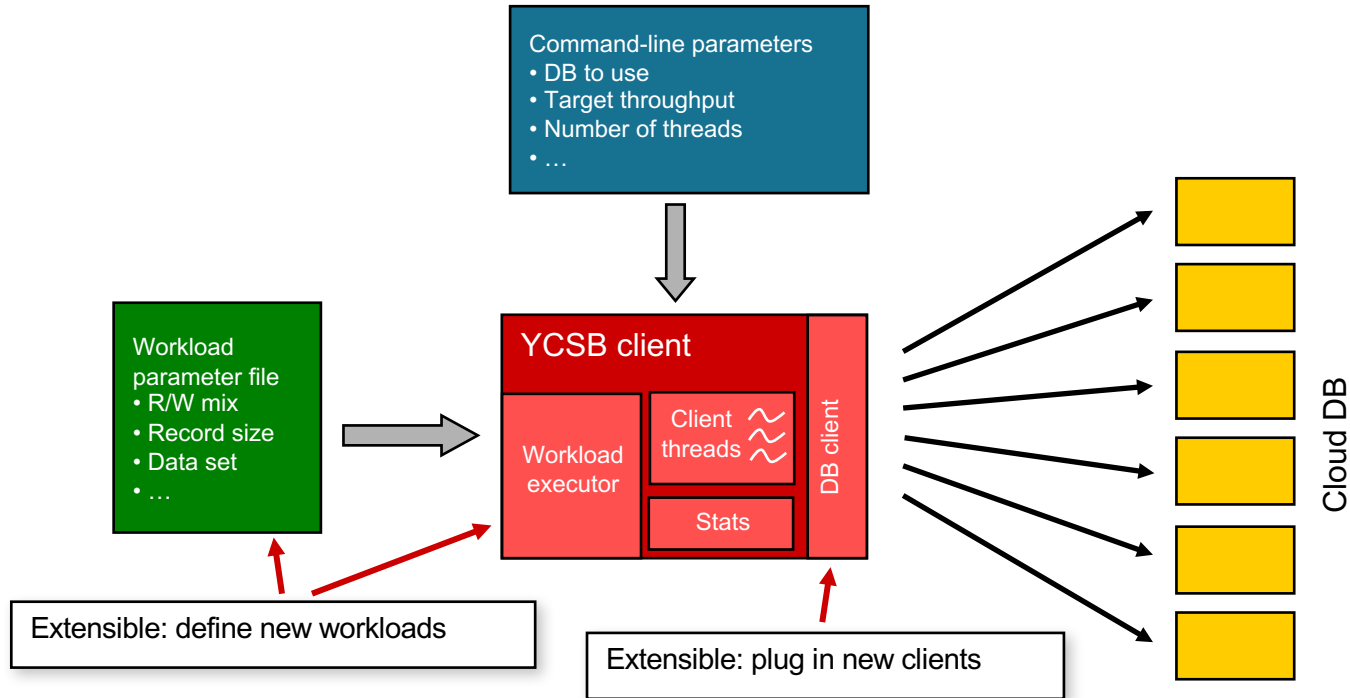 Command-line parameters
• DB to use
• Target throughput
• Number of threads
• …
Workload
parameter file
• R/W mix
• Record size
• Data set
• …
YCSB client
Workload
executor
Client
threads
Stats
DB client
Cloud DB
Extensible: define new workloads
Extensible: plug in new clients